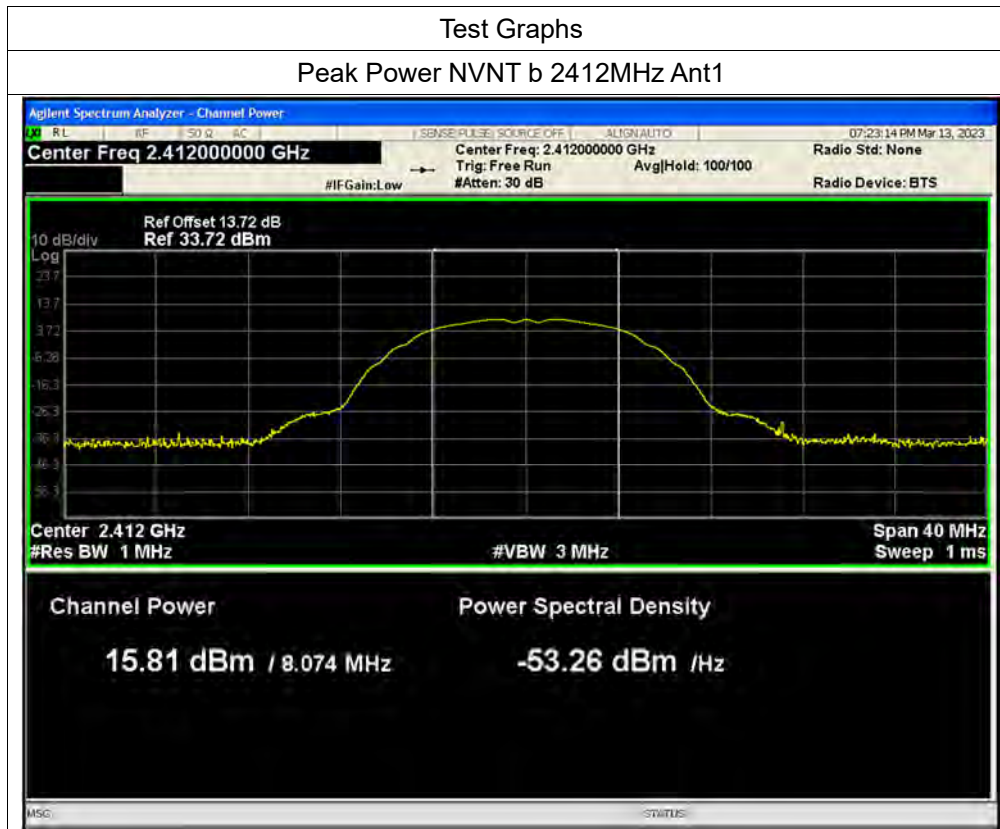 Test Graphs
Peak Power NVNT b 2412MHz Ant1
Agilent Spectrum Analyzer - Channel Power
LXI RL RF 50 Ω AC SENSE:PULSE SOURCE OFF ALIGN AUTO 07:23:14 PM Mar 13, 2023
Center Freq 2.412000000 GHz Center Freq: 2.412000000 GHz Radio Std: None
Trig: Free Run Avg|Hold: 100/100
#IFGain:Low #Atten: 30 dB Radio Device: BTS
Ref Offset 13.72 dB
10 dB/div Ref 33.72 dBm
Log
23.7
13.7
3.72
-6.28
-16.3
-26.3
-36.3
-46.3
-56.3
Center 2.412 GHz Span 40 MHz
#Res BW 1 MHz #VBW 3 MHz Sweep 1 ms
Channel Power Power Spectral Density
15.81 dBm / 8.074 MHz -53.26 dBm /Hz
MSG STATUS